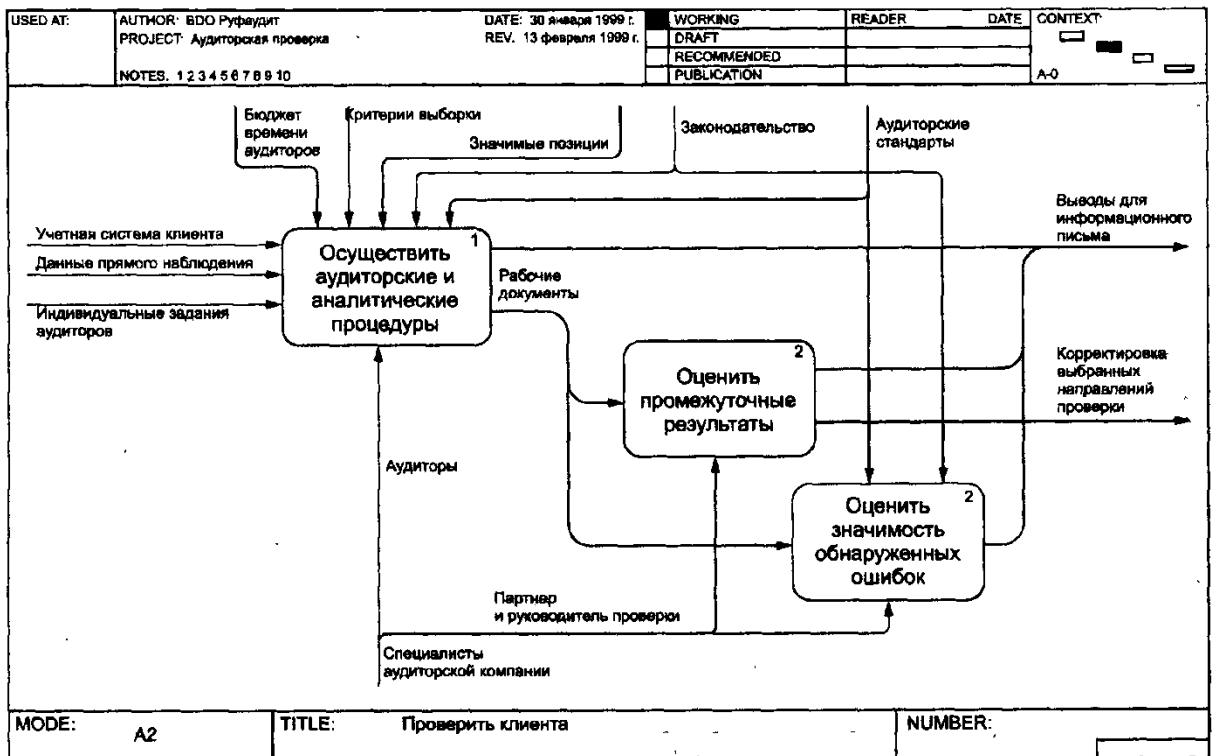 USED AT:
AUTHOR: BDO Руфаудит
DATE: 30 января 1999 г.
PROJECT: Аудиторская проверка
REV. 13 февраля 1999 г.
NOTES. 1 2 3 4 5 6 7 8 9 10
WORKING
DRAFT
RECOMMENDED
PUBLICATION
READER DATE
CONTEXT:
A-0
Бюджет
времени
аудиторов
Критерии выборки
Значимые позиции
Законодательство
Аудиторские
стандарты
Учетная система клиента
Данные прямого наблюдения
Индивидуальные задания
аудиторов
1
Осуществить
аудиторские и
аналитические
процедуры
Рабочие
документы
Выводы для
информационного
письма
2
Оценить
промежуточные
результаты
Корректировка
выбранных
направлений
проверки
Аудиторы
2
Оценить
значимость
обнаруженных
ошибок
Партнер
и руководитель проверки
Специалисты
аудиторской компании
MODE:
A2
TITLE:
Проверить клиента
NUMBER: